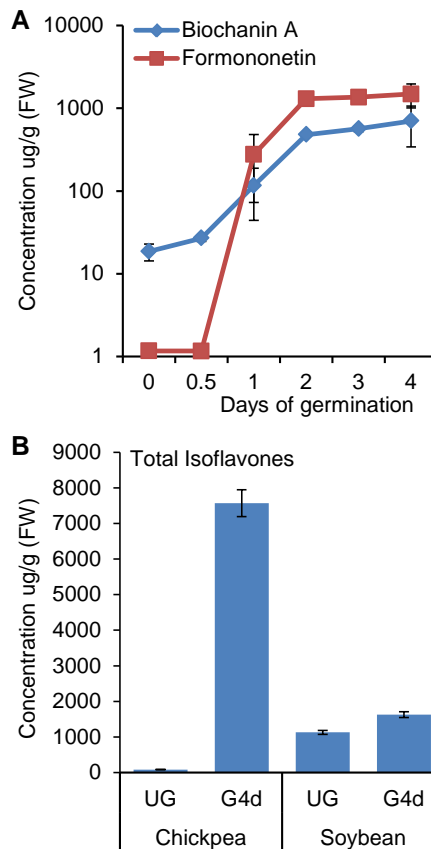 A
Biochanin A
Formononetin
Concentration ug/g (FW)
10000
1000
100
10
1
0 0.5 1 2 3 4
Days of germination
B
Total Isoflavones
Concentration ug/g (FW)
9000
8000
7000
6000
5000
4000
3000
2000
1000
0
UG G4d UG G4d
Chickpea Soybean